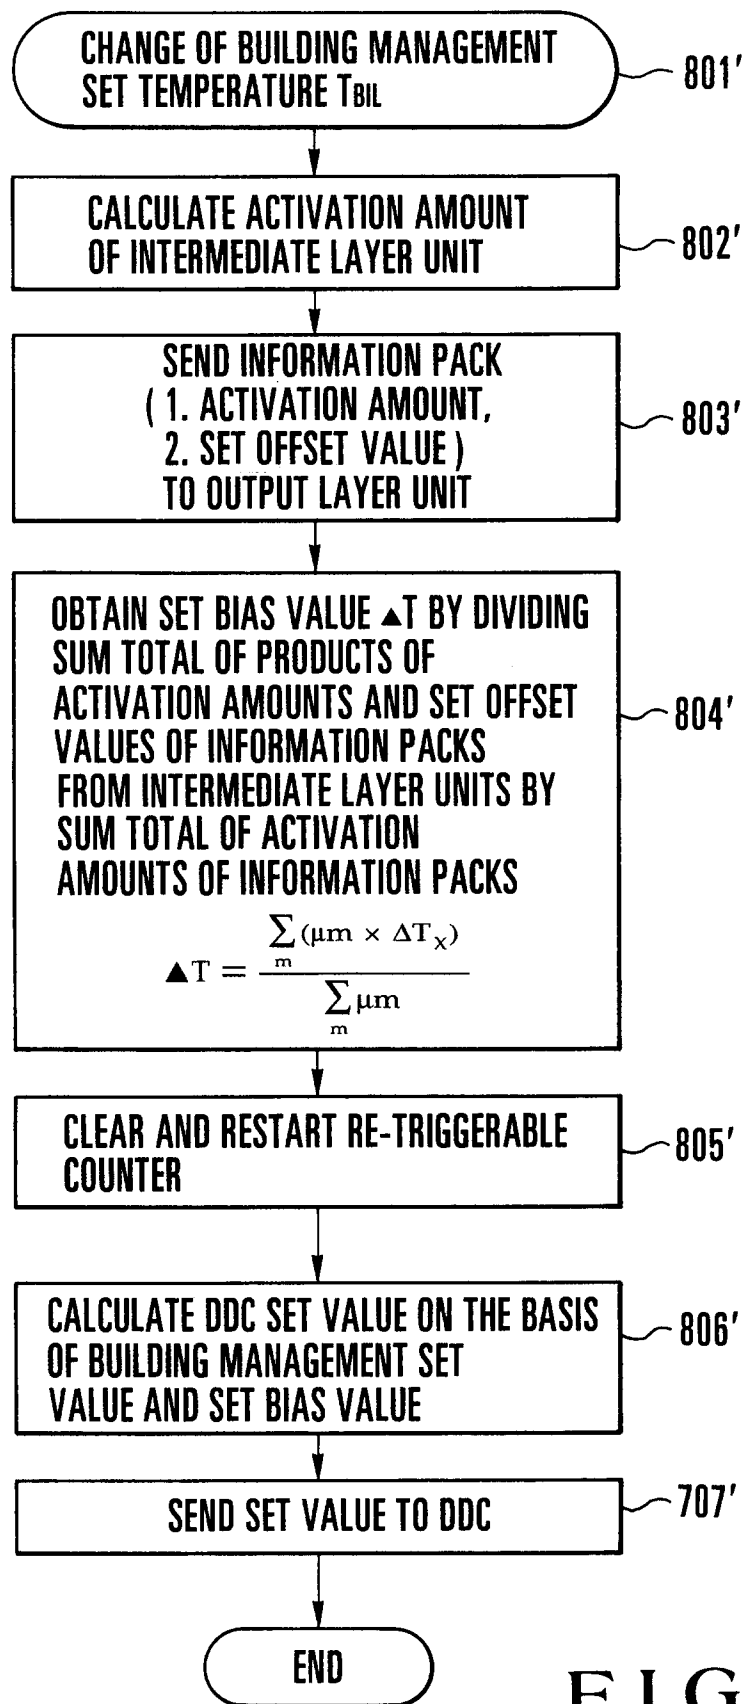 CHANGE OF BUILDING MANAGEMENT
SET TEMPERATURE TBIL
801'
CALCULATE ACTIVATION AMOUNT
OF INTERMEDIATE LAYER UNIT
802'
SEND INFORMATION PACK
( 1. ACTIVATION AMOUNT,
2. SET OFFSET VALUE )
TO OUTPUT LAYER UNIT
803'
OBTAIN SET BIAS VALUE ▲T BY DIVIDING
SUM TOTAL OF PRODUCTS OF
ACTIVATION AMOUNTS AND SET OFFSET
VALUES OF INFORMATION PACKS
FROM INTERMEDIATE LAYER UNITS BY
SUM TOTAL OF ACTIVATION
AMOUNTS OF INFORMATION PACKS
▲T = Σm(μm × ΔTx) / Σm μm
804'
CLEAR AND RESTART RE-TRIGGERABLE
COUNTER
805'
CALCULATE DDC SET VALUE ON THE BASIS
OF BUILDING MANAGEMENT SET
VALUE AND SET BIAS VALUE
806'
SEND SET VALUE TO DDC
707'
END
FIG